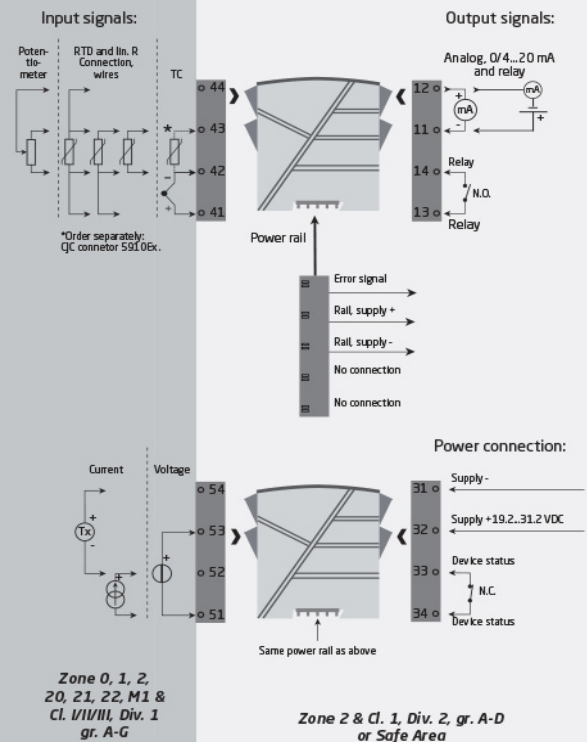 Input signals:
Output signals:
Poten-
tio-
meter
RTD and lin. R
Connection,
wires
TC
44
43
42
41
*
-
+
*Order separately:
CJC connetor 5910Ex.
Analog, 0/4...20 mA
and relay
12
11
14
13
+
mA
-
mA
+
Relay
N.O.
Relay
Power rail
Error signal
Rail, supply +
Rail, supply -
No connection
No connection
Power connection:
Current
Voltage
54
53
52
51
+
Tx
-
+
+
31
32
33
34
Supply -
Supply +19.2...31.2 VDC
Device status
N.C.
Device status
Same power rail as above
Zone 0, 1, 2,
20, 21, 22, M1 &
Cl. I/II/III, Div. 1
gr. A-G
Zone 2 & Cl. 1, Div. 2, gr. A-D
or Safe Area